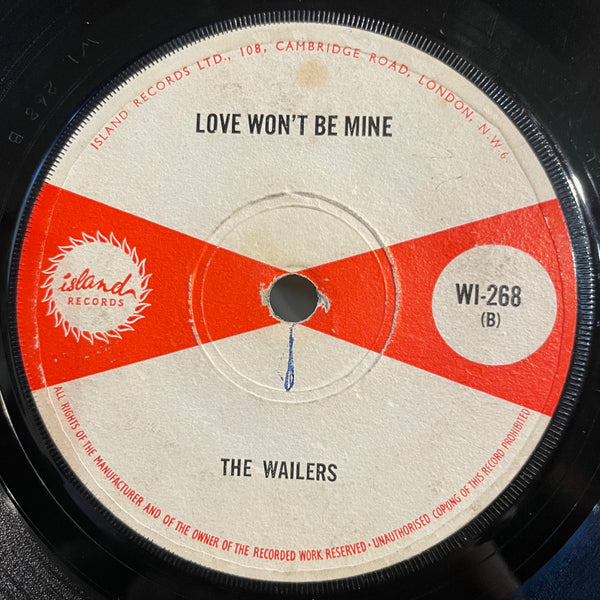 ISLAND RECORDS LTD., 108, CAMBRIDGE ROAD, LONDON, N.W.6
LOVE WON'T BE MINE
island
RECORDS
WI-268
(B)
THE WAILERS
ALL RIGHTS OF THE MANUFACTURER AND OF THE OWNER OF THE RECORDED WORK RESERVED · UNAUTHORISED COPYING OF THIS RECORD PROHIBITED
WI 268 B